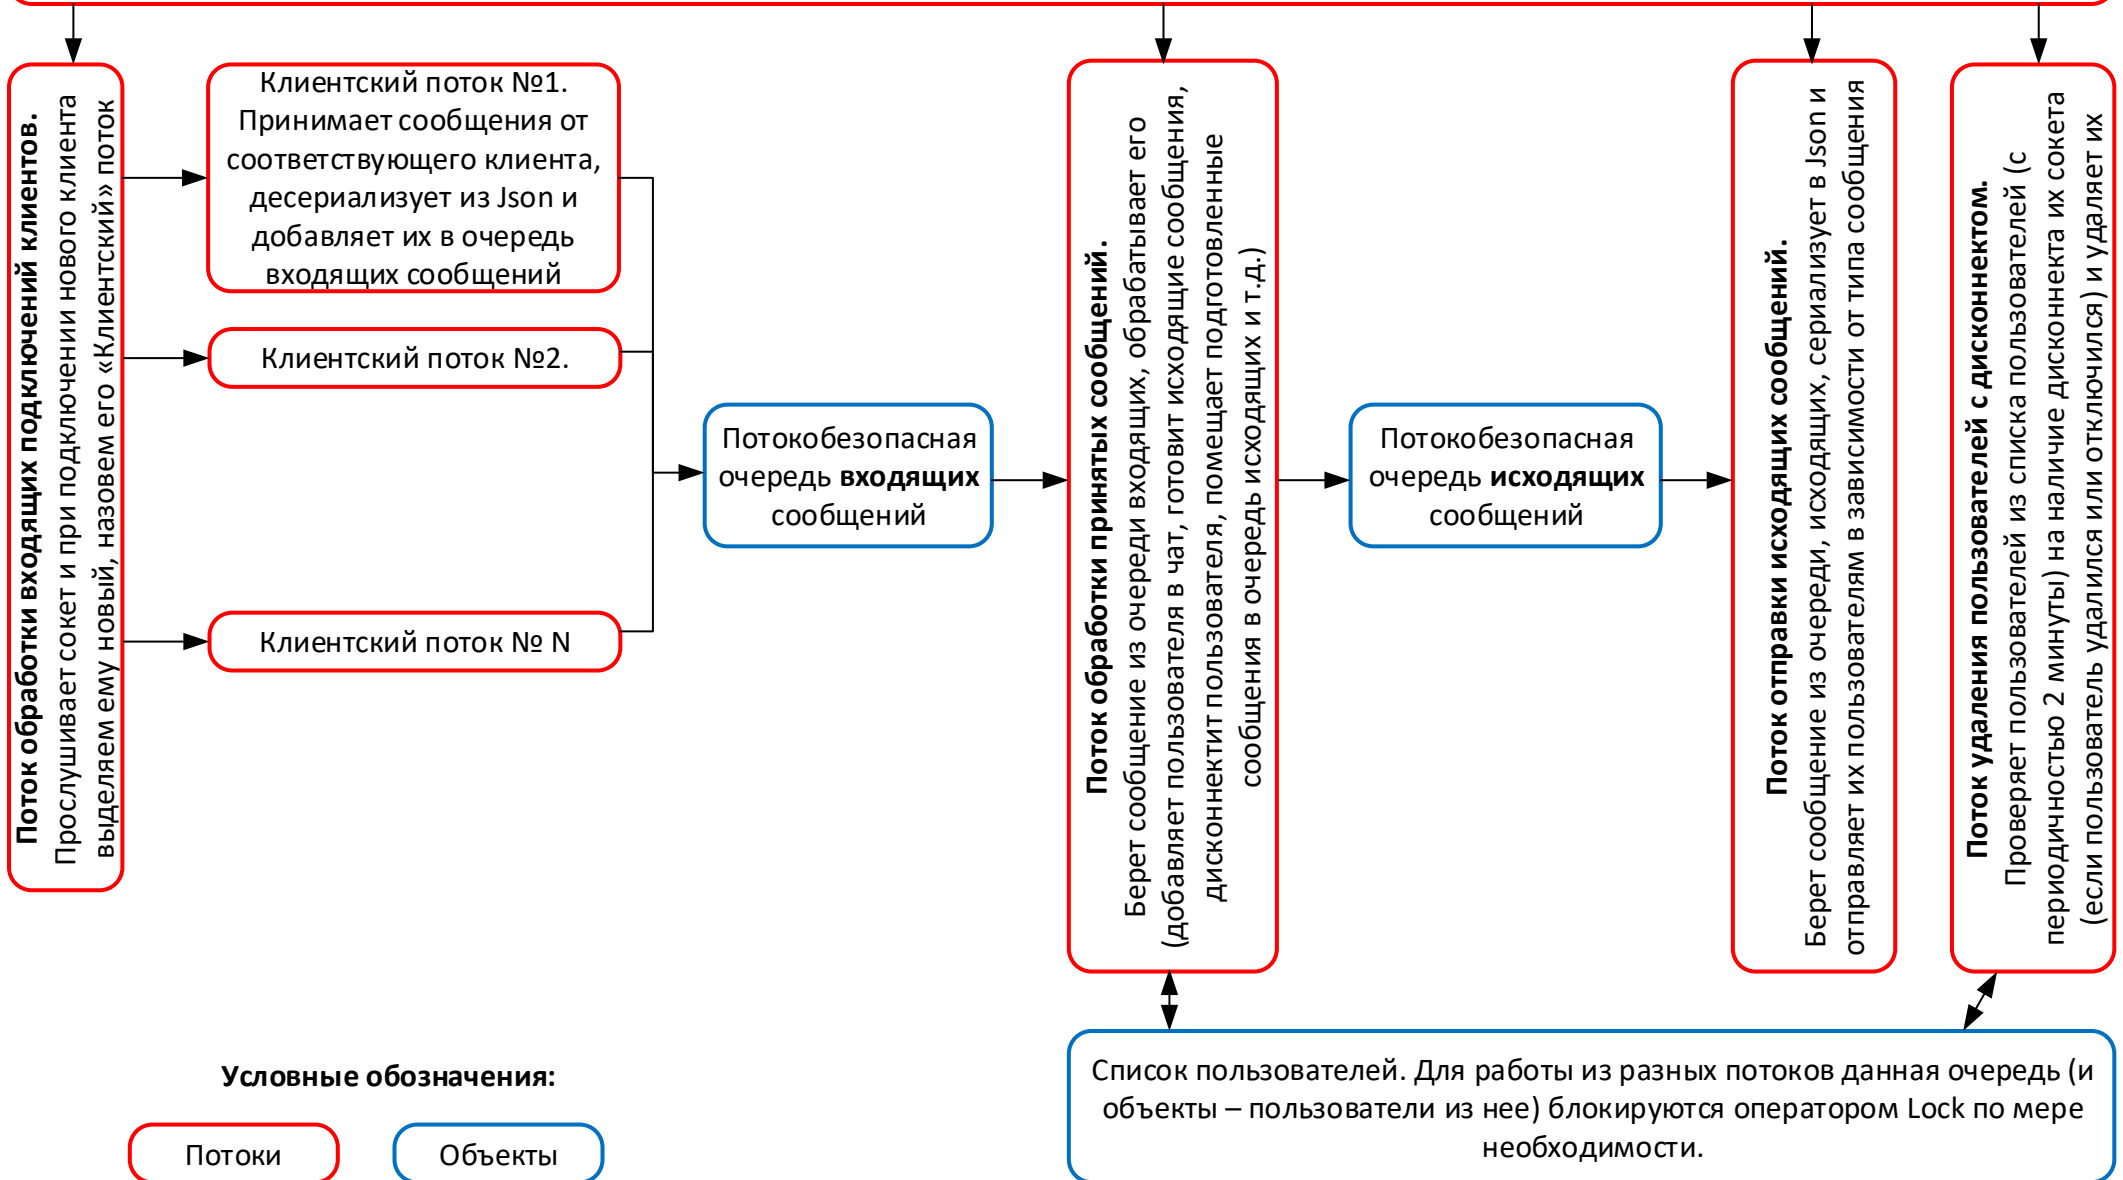 Поток обработки входящих подключений клиентов.
Прослушивает сокет и при подключении нового клиента
выделяем ему новый, назовем его «Клиентский» поток
Клиентский поток №1.
Принимает сообщения от
соответствующего клиента,
десериализует из Json и
добавляет их в очередь
входящих сообщений
Клиентский поток №2.
Клиентский поток № N
Потокобезопасная
очередь входящих
сообщений
Поток обработки принятых сообщений.
Берет сообщение из очереди входящих, обрабатывает его
(добавляет пользователя в чат, готовит исходящие сообщения,
дисконнектит пользователя, помещает подготовленные
сообщения в очередь исходящих и т.д.)
Потокобезопасная
очередь исходящих
сообщений
Поток отправки исходящих сообщений.
Берет сообщение из очереди, исходящих, сериализует в Json и
отправляет их пользователям в зависимости от типа сообщения
Поток удаления пользователей с дисконнектом.
Проверяет пользователей из списка пользователей (с
периодичностью 2 минуты) на наличие дисконнекта их сокета
(если пользователь удалился или отключился) и удаляет их
Список пользователей. Для работы из разных потоков данная очередь (и
объекты – пользователи из нее) блокируются оператором Lock по мере
необходимости.
Условные обозначения:
Потоки
Объекты